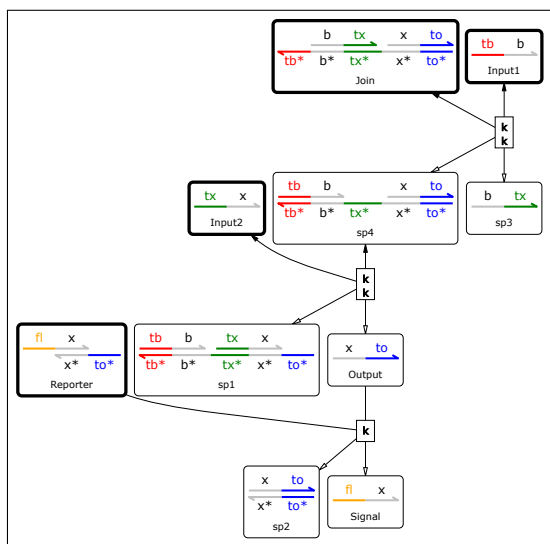 b tx x to
tb* b* tx* x* to*
Join
tb b
Input1
k
k
tb b x to
tb* b* tx* x* to*
sp4
b tx
sp3
tx x
Input2
k
k
fl x
x* to*
Reporter
tb b tx x
tb* b* tx* x* to*
sp1
x to
Output
k
x to
x* to*
sp2
fl x
Signal